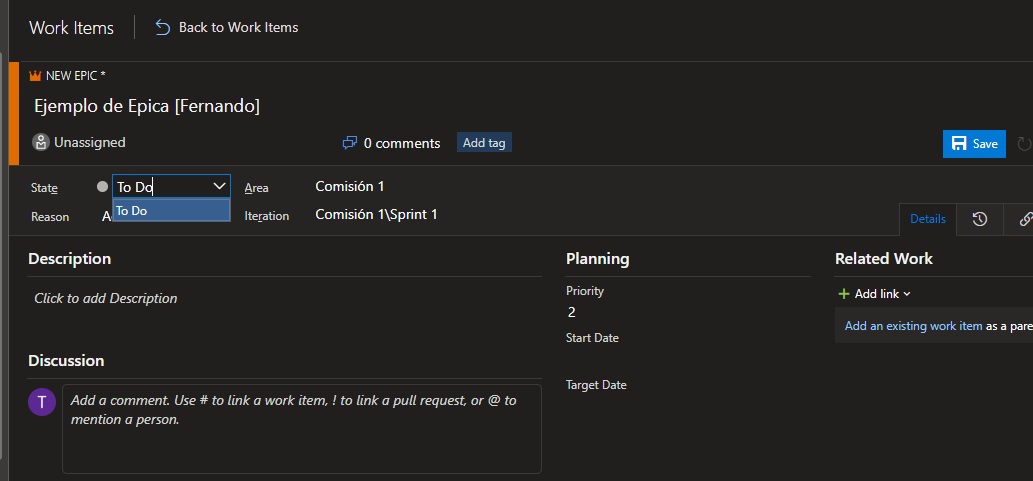 Work Items
Back to Work Items
NEW EPIC *
Ejemplo de Epica [Fernando]
Unassigned
0 comments
Add tag
Save
State
To Do
Area
Comisión 1
To Do
Reason
Iteration
Comisión 1\Sprint 1
Details
Description
Planning
Related Work
Click to add Description
Priority
2
Add link
Start Date
Add an existing work item as a pare
Discussion
Target Date
T
Add a comment. Use # to link a work item, ! to link a pull request, or @ to
mention a person.